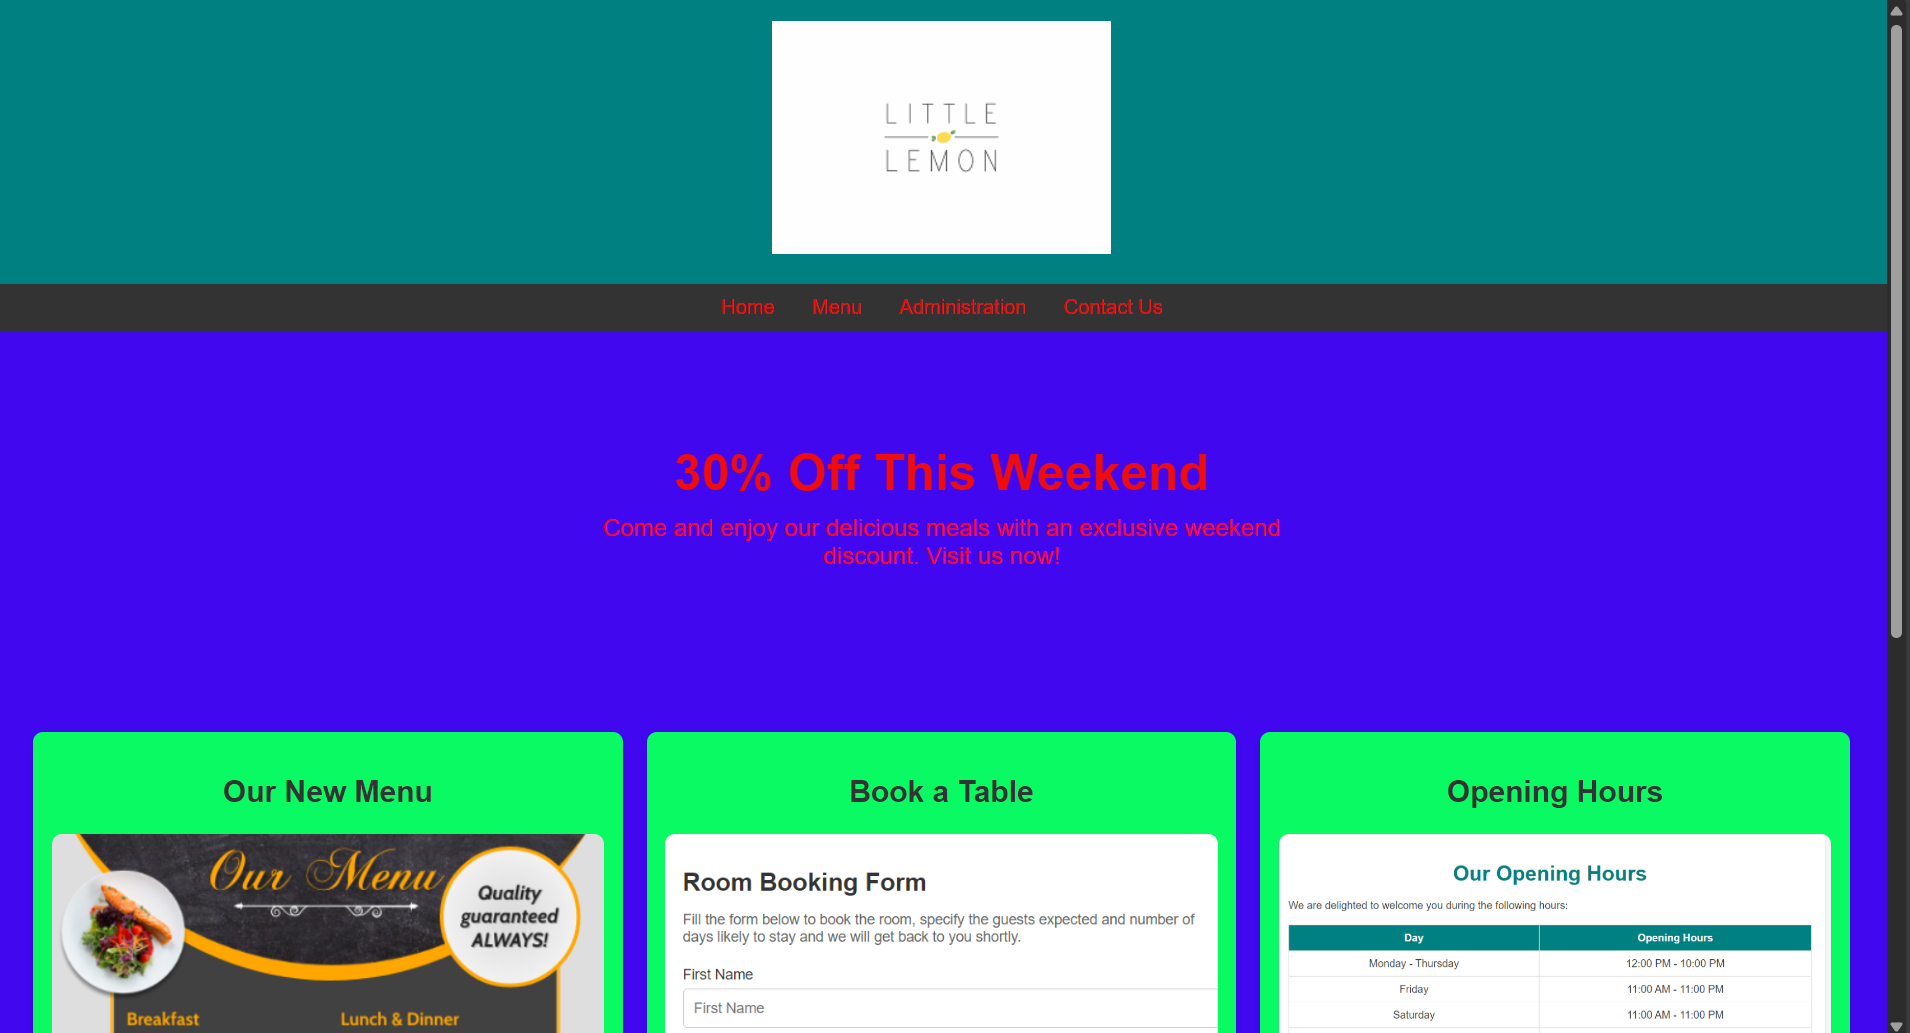 LITTLE
LEMON
Home Menu Administration Contact Us
30% Off This Weekend
Come and enjoy our delicious meals with an exclusive weekend
discount. Visit us now!
Our New Menu
Our Menu
Quality
guaranteed
ALWAYS!
Breakfast Lunch & Dinner
Book a Table
Room Booking Form
Fill the form below to book the room, specify the guests expected and number of
days likely to stay and we will get back to you shortly.
First Name
First Name
Opening Hours
Our Opening Hours
We are delighted to welcome you during the following hours:
Day Opening Hours
Monday - Thursday 12:00 PM - 10:00 PM
Friday 11:00 AM - 11:00 PM
Saturday 11:00 AM - 11:00 PM